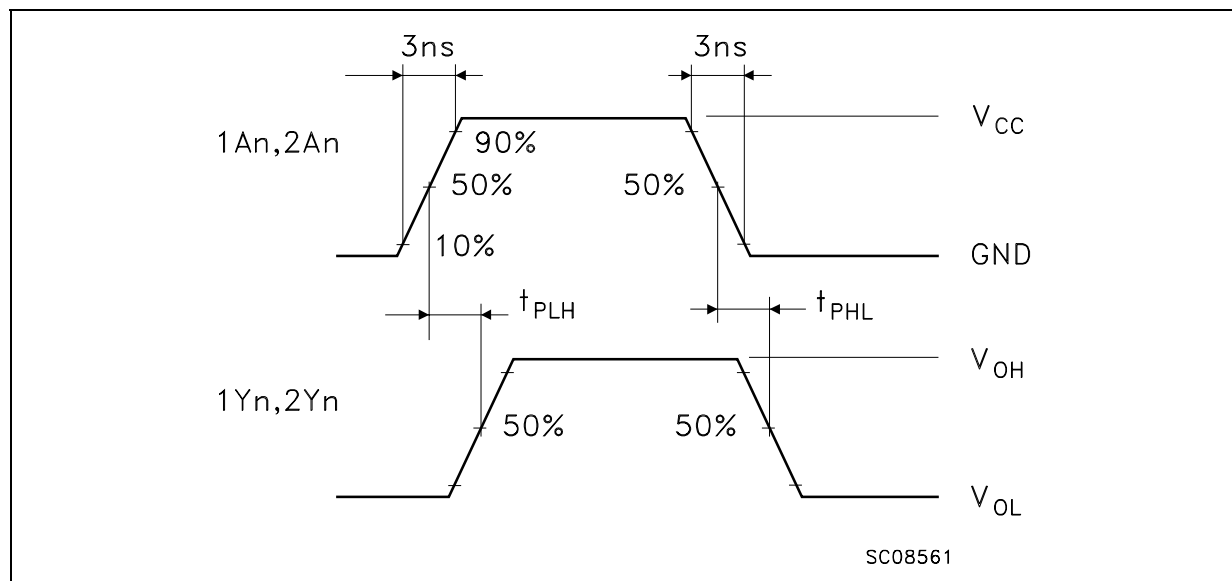 3ns 3ns
1An,2An
V_CC
90%
50% 50%
10%
GND
t_PLH t_PHL
1Yn,2Yn
V_OH
50% 50%
V_OL
SC08561